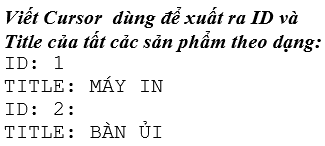 Viết Cursor dùng để xuất ra ID và
Title của tất các sản phẩm theo dạng:
ID: 1
TITLE: MÁY IN
ID: 2:
TITLE: BÀN ỦI